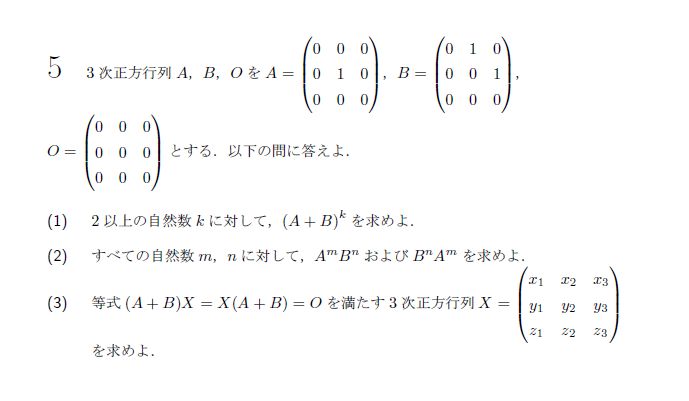 5 3次正方行列 A，B，O を A = \begin{pmatrix} 0 & 0 & 0 \\ 0 & 1 & 0 \\ 0 & 0 & 0 \end{pmatrix}，B = \begin{pmatrix} 0 & 1 & 0 \\ 0 & 0 & 1 \\ 0 & 0 & 0 \end{pmatrix}，
O = \begin{pmatrix} 0 & 0 & 0 \\ 0 & 0 & 0 \\ 0 & 0 & 0 \end{pmatrix} とする．以下の問に答えよ．
(1) 2以上の自然数 k に対して，(A + B)^k を求めよ．
(2) すべての自然数 m，n に対して，A^m B^n および B^n A^m を求めよ．
(3) 等式 (A + B)X = X(A + B) = O を満たす 3次正方行列 X = \begin{pmatrix} x_1 & x_2 & x_3 \\ y_1 & y_2 & y_3 \\ z_1 & z_2 & z_3 \end{pmatrix}
を求めよ．